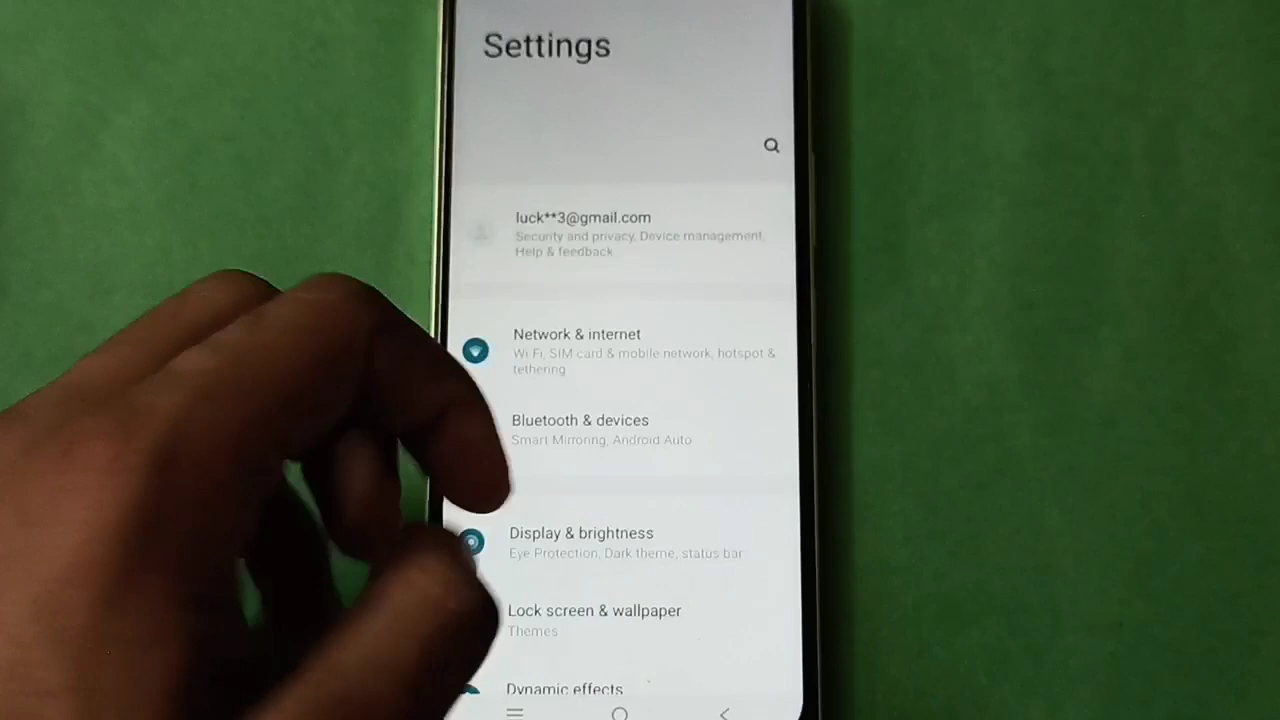 Settings
luck**3@gmail.com
Security and privacy, Device management,
Help & feedback
Network & internet
Wi Fi, SIM card & mobile network, hotspot &
tethering
Bluetooth & devices
Smart Mirroring, Android Auto
Display & brightness
Eye Protection, Dark theme, status bar
Lock screen & wallpaper
Themes
Dynamic effects